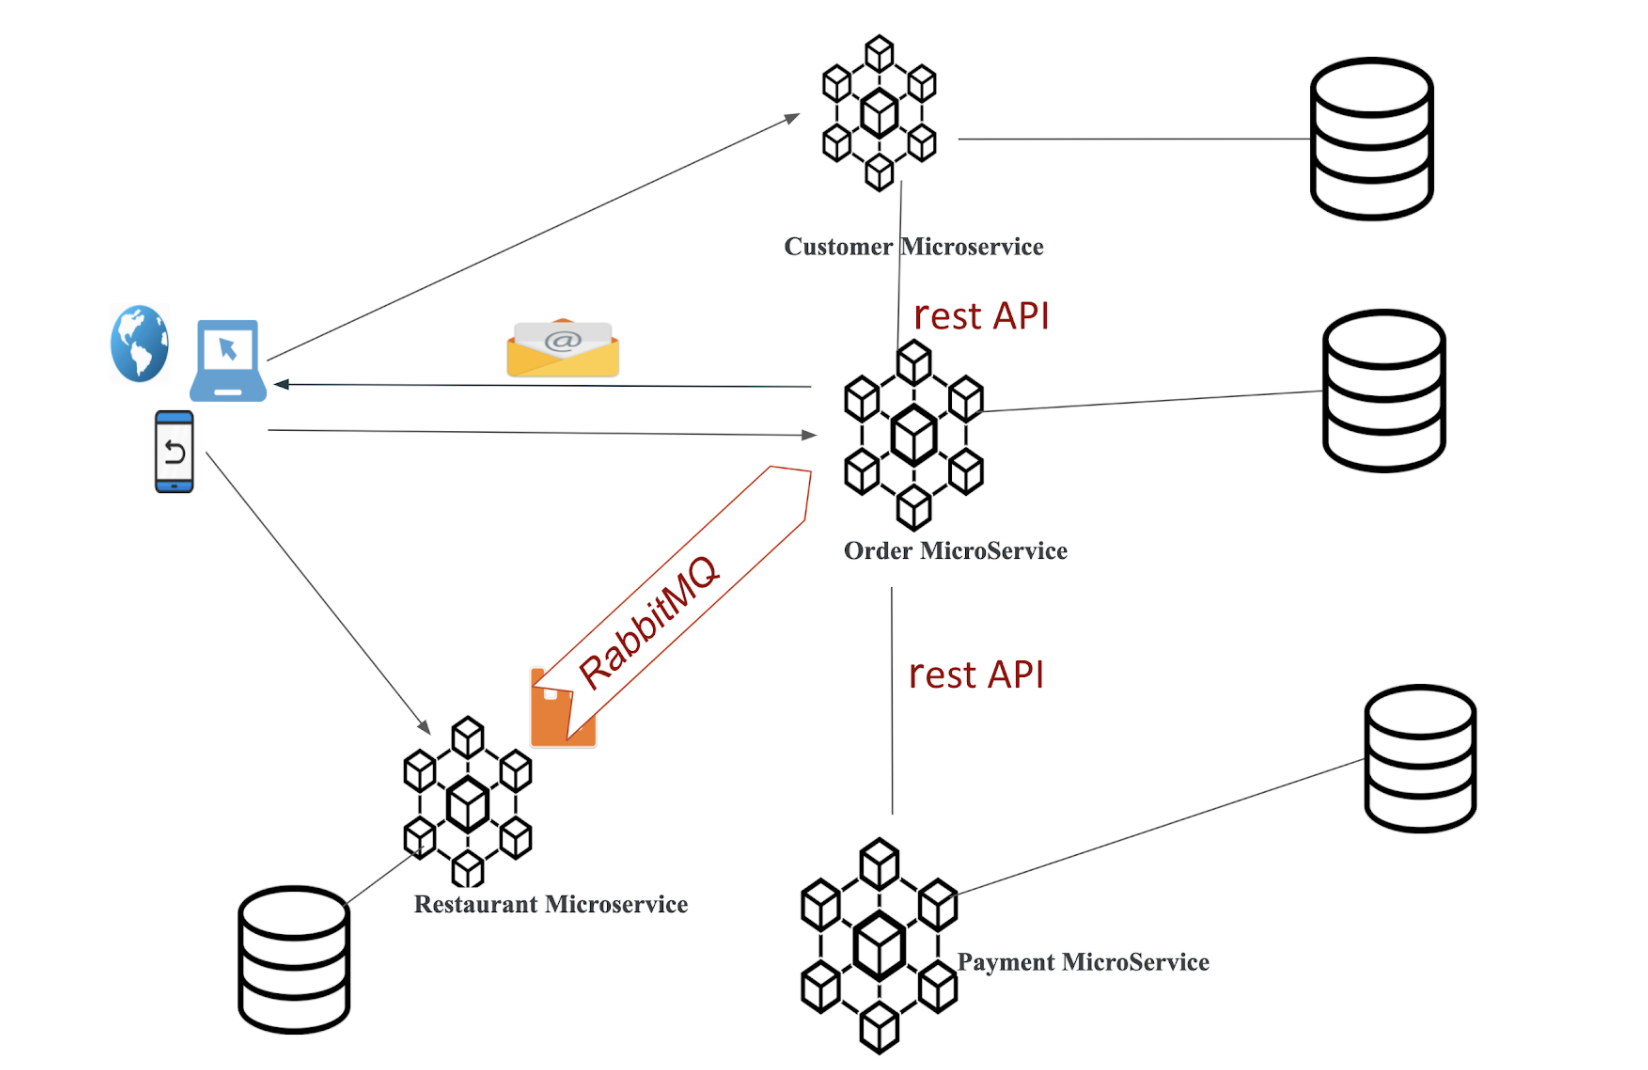 Customer Microservice
rest API
@
Order MicroService
RabbitMQ
rest API
Restaurant Microservice
Payment MicroService